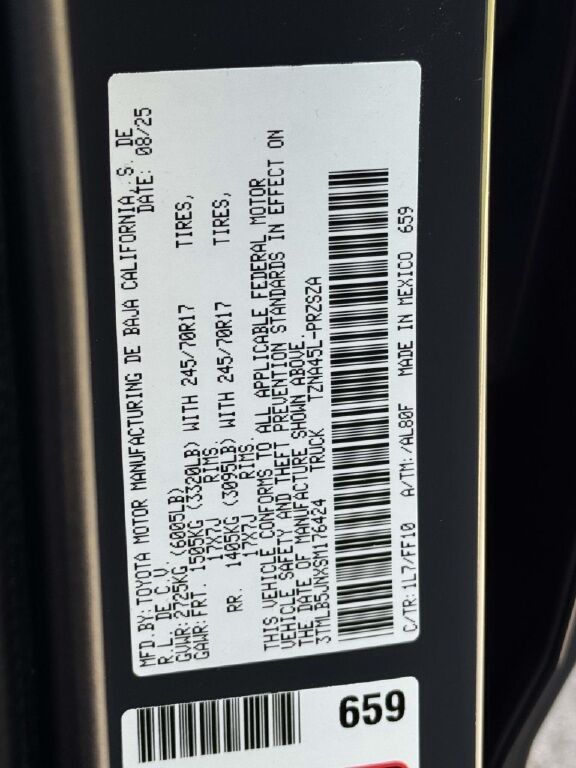 MFD.BY: TOYOTA MOTOR MANUFACTURING DE BAJA CALIFORNIA, S. DE
R.L. DE C.V. DATE: 08/25
GVWR: 2725KG (6005LB)
GAWR: FRT. 1505KG (3320LB) WITH 245/70R17 TIRES,
17X7J RIMS
RR. 1405KG (3095LB) WITH 245/70R17 TIRES,
17X7J RIMS.
THIS VEHICLE CONFORMS TO ALL APPLICABLE FEDERAL MOTOR
VEHICLE SAFETY AND THEFT PREVENTION STANDARDS IN EFFECT ON
THE DATE OF MANUFACTURE SHOWN ABOVE.
3TMLB5JNXSM176424 TRUCK TZNA45L-PRZSZA
C/TR: 1L7/FF10 A/TM: /AL80F MADE IN MEXICO 659
659